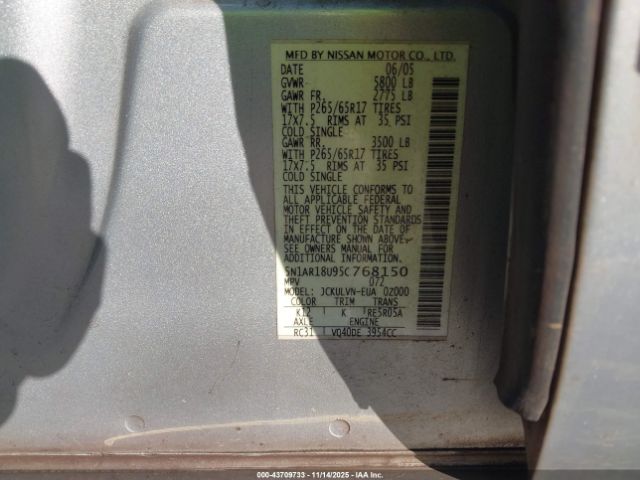 MFD BY NISSAN MOTOR CO., LTD.
DATE 06/05
GVWR 5800 LB
GAWR FR. 2775 LB
WITH P265/65R17 TIRES
17X7.5 RIMS AT 35 PSI
COLD SINGLE
GAWR RR. 3500 LB
WITH P265/65R17 TIRES
17X7.5 RIMS AT 35 PSI
COLD SINGLE
THIS VEHICLE CONFORMS TO
ALL APPLICABLE FEDERAL
MOTOR VEHICLE SAFETY AND
THEFT PREVENTION STANDARDS
IN EFFECT ON THE DATE OF
MANUFACTURE SHOWN ABOVE.
SEE OWNERS MANUAL FOR
ADDITIONAL INFORMATION.
5N1AR18U95C768150
MPV 077
MODEL: JCKULVN-EUA 02000
COLOR TRIM TRANS
K12 K RE5R05A
AXLE ENGINE
RC31 VQ40DE 3954CC
000-43709733 - 11/14/2025 - IAA, Inc.